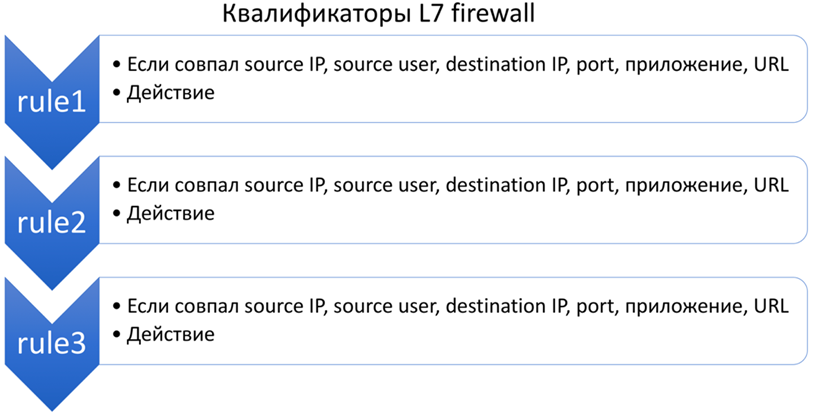 Квалификаторы L7 firewall
rule1
• Если совпал source IP, source user, destination IP, port, приложение, URL
• Действие
rule2
• Если совпал source IP, source user, destination IP, port, приложение, URL
• Действие
rule3
• Если совпал source IP, source user, destination IP, port, приложение, URL
• Действие